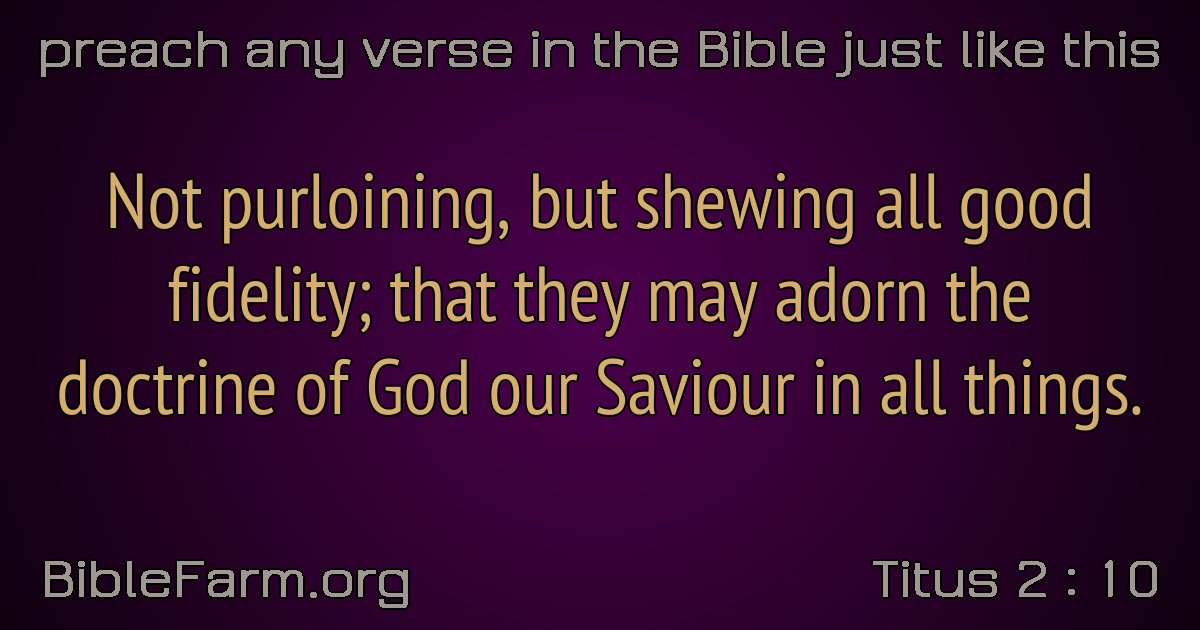 preach any verse in the Bible just like this
Not purloining, but shewing all good
fidelity; that they may adorn the
doctrine of God our Saviour in all things.
BibleFarm.org
Titus 2 : 10